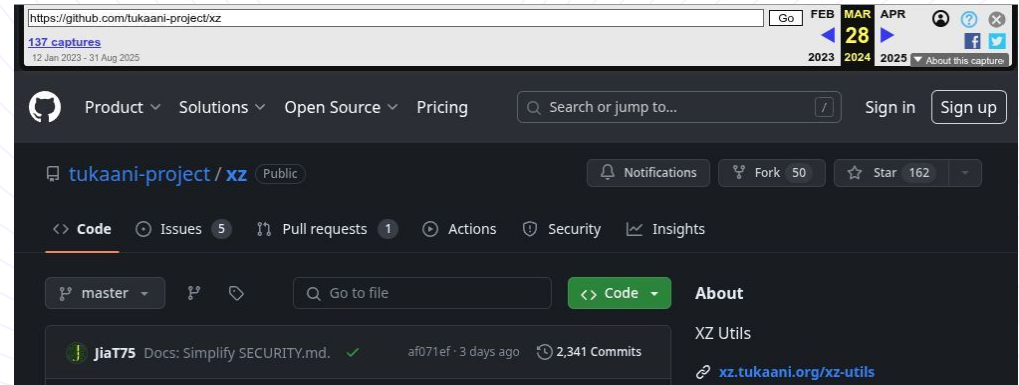 https://github.com/tukaani-project/xz Go FEB MAR APR
137 captures 28
12 Jan 2023 - 31 Aug 2025 2023 2024 2025 About this capture
Product Solutions Open Source Pricing Search or jump to... / Sign in Sign up
tukaani-project / xz Public Notifications Fork 50 Star 162
Code Issues 5 Pull requests 1 Actions Security Insights
master Go to file Code About
XZ Utils
JiaT75 Docs: Simplify SECURITY.md. af071ef · 3 days ago 2,341 Commits
xz.tukaani.org/xz-utils